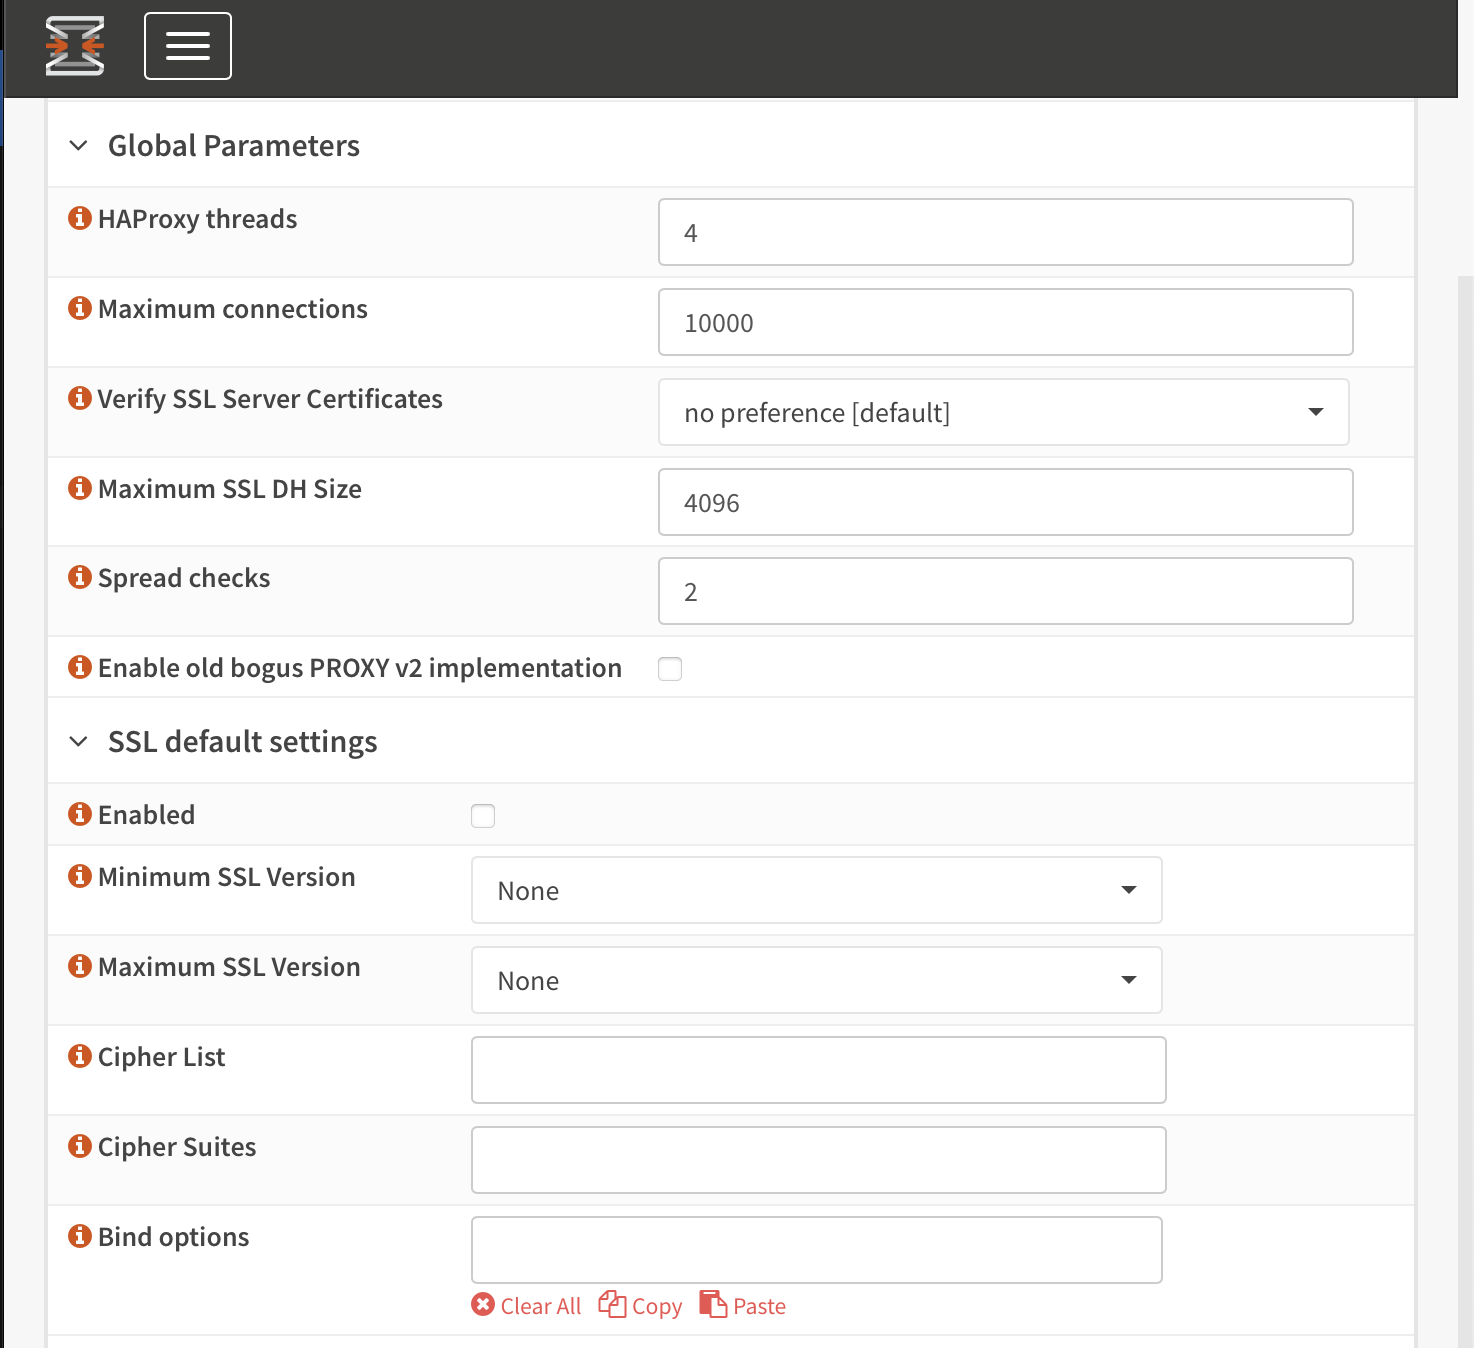 Global Parameters
HAProxy threads
4
Maximum connections
10000
Verify SSL Server Certificates
no preference [default]
Maximum SSL DH Size
4096
Spread checks
2
Enable old bogus PROXY v2 implementation
SSL default settings
Enabled
Minimum SSL Version
None
Maximum SSL Version
None
Cipher List
Cipher Suites
Bind options
Clear All Copy Paste